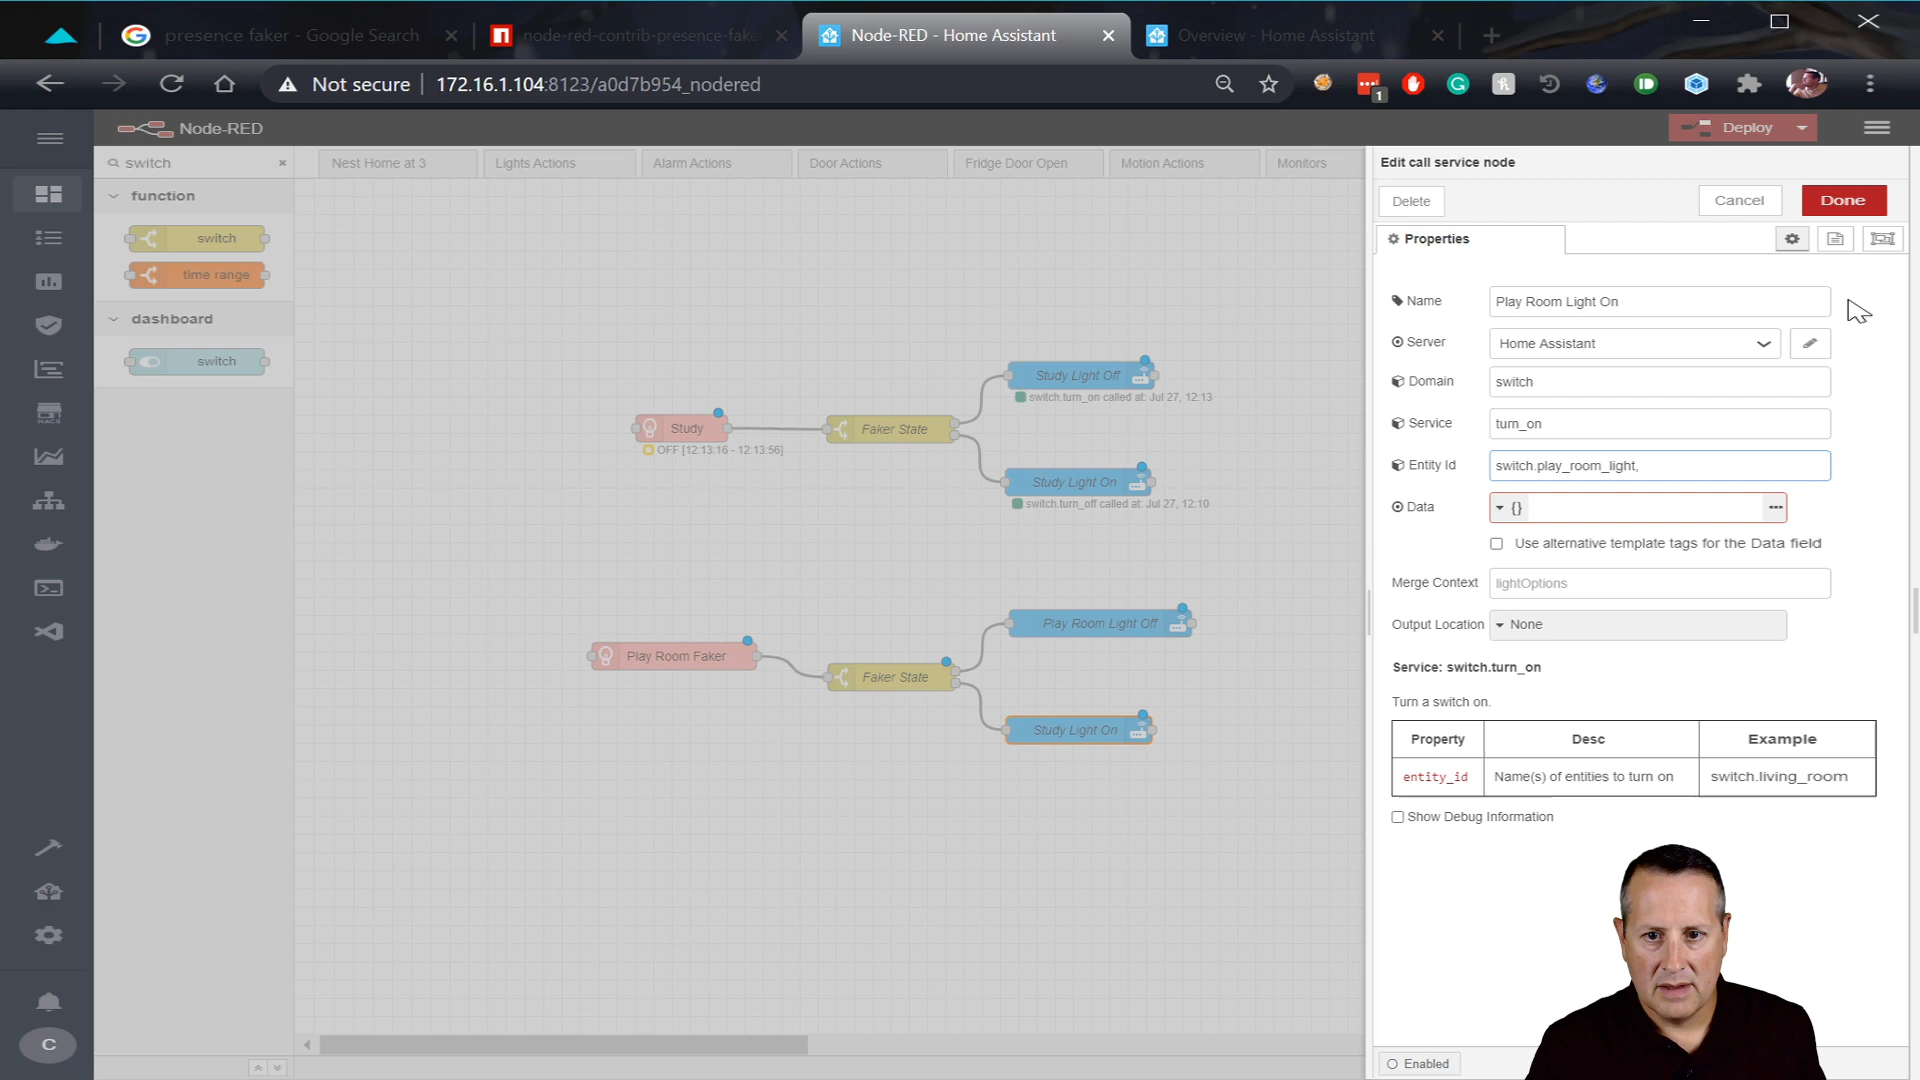 presence faker - Google Search
node-red-contrib-presence-fake
Node-RED - Home Assistant
Overview - Home Assistant
Not secure
172.16.1.104:8123/a0d7b954_nodered
1
Node-RED
Deploy
switch
Nest Home at 3
Lights Actions
Alarm Actions
Door Actions
Fridge Door Open
Motion Actions
Monitors
function
switch
time range
dashboard
switch
Study
OFF [12:13:16 - 12:13:56]
Faker State
Study Light Off
switch.turn_on called at: Jul 27, 12:13
Study Light On
switch.turn_off called at: Jul 27, 12:10
Play Room Faker
Faker State
Play Room Light Off
Study Light On
HACS
C
Edit call service node
Delete
Cancel
Done
Properties
Name
Play Room Light On
Server
Home Assistant
Domain
switch
Service
turn_on
Entity Id
switch.play_room_light,
Data
{}
Use alternative template tags for the Data field
Merge Context
lightOptions
Output Location
None
Service: switch.turn_on
Turn a switch on.
Property Desc Example
entity_id Name(s) of entities to turn on switch.living_room
Show Debug Information
Enabled